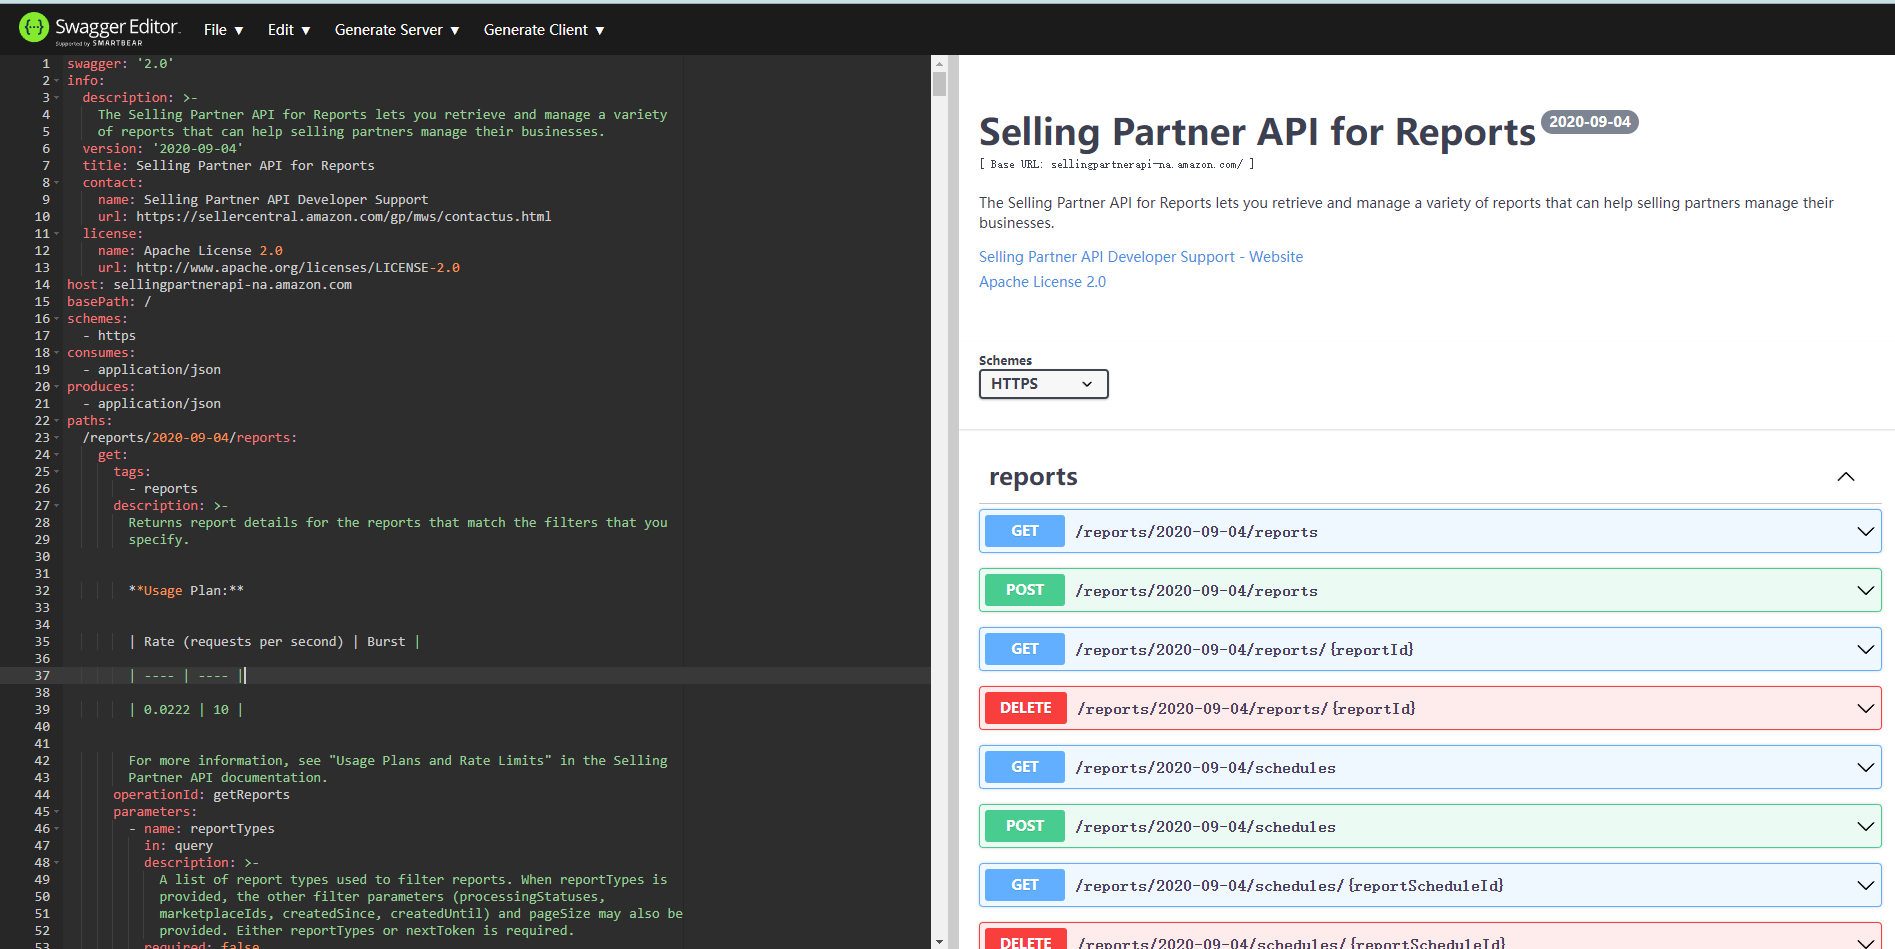 Swagger Editor
Supported by SMARTBEAR
File ▼ Edit ▼ Generate Server ▼ Generate Client ▼
1 swagger: '2.0'
2 info:
3 description: >-
4 The Selling Partner API for Reports lets you retrieve and manage a variety
5 of reports that can help selling partners manage their businesses.
6 version: '2020-09-04'
7 title: Selling Partner API for Reports
8 contact:
9 name: Selling Partner API Developer Support
10 url: https://sellercentral.amazon.com/gp/mws/contactus.html
11 license:
12 name: Apache License 2.0
13 url: http://www.apache.org/licenses/LICENSE-2.0
14 host: sellingpartnerapi-na.amazon.com
15 basePath: /
16 schemes:
17 - https
18 consumes:
19 - application/json
20 produces:
21 - application/json
22 paths:
23 /reports/2020-09-04/reports:
24 get:
25 tags:
26 - reports
27 description: >-
28 Returns report details for the reports that match the filters that you
29 specify.
30
31
32 **Usage Plan:**
33
34
35 | Rate (requests per second) | Burst |
36
37 | ---- | ---- |
38
39 | 0.0222 | 10 |
40
41
42 For more information, see "Usage Plans and Rate Limits" in the Selling
43 Partner API documentation.
44 operationId: getReports
45 parameters:
46 - name: reportTypes
47 in: query
48 description: >-
49 A list of report types used to filter reports. When reportTypes is
50 provided, the other filter parameters (processingStatuses,
51 marketplaceIds, createdSince, createdUntil) and pageSize may also be
52 provided. Either reportTypes or nextToken is required.
53 required: false
Selling Partner API for Reports 2020-09-04
[ Base URL: sellingpartnerapi-na.amazon.com/ ]
The Selling Partner API for Reports lets you retrieve and manage a variety of reports that can help selling partners manage their
businesses.
Selling Partner API Developer Support - Website
Apache License 2.0
Schemes
HTTPS
reports
GET /reports/2020-09-04/reports
POST /reports/2020-09-04/reports
GET /reports/2020-09-04/reports/{reportId}
DELETE /reports/2020-09-04/reports/{reportId}
GET /reports/2020-09-04/schedules
POST /reports/2020-09-04/schedules
GET /reports/2020-09-04/schedules/{reportScheduleId}
DELETE /reports/2020-09-04/schedules/{reportScheduleId}